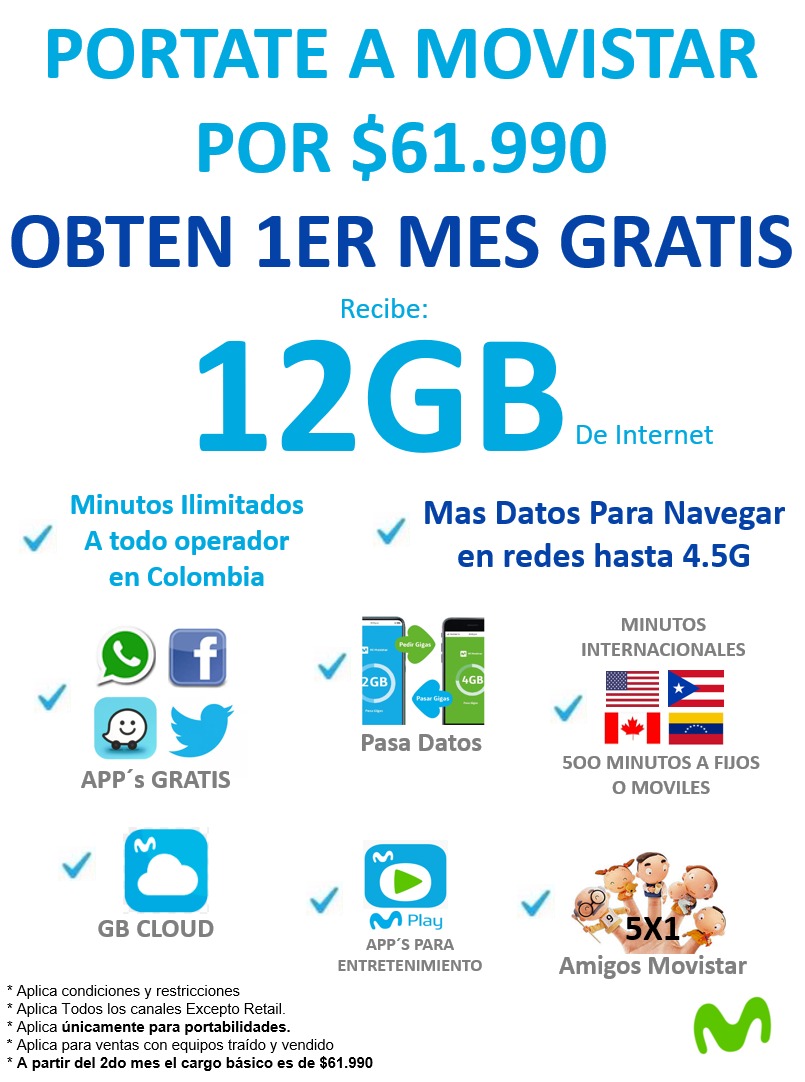 PORTATE A MOVISTAR
POR $61.990
OBTEN 1ER MES GRATIS
Recibe:
12GB
De Internet
Minutos Ilimitados
A todo operador
en Colombia
Mas Datos Para Navegar
en redes hasta 4.5G
APP´s GRATIS
Pedir Gigas
2GB
4GB
Pasar Gigas
Pasa Datos
MINUTOS
INTERNACIONALES
5OO MINUTOS A FIJOS
O MOVILES
GB CLOUD
Play
APP´S PARA
ENTRETENIMIENTO
9
5X1
Amigos Movistar
* Aplica condiciones y restricciones
* Aplica Todos los canales Excepto Retail.
* Aplica únicamente para portabilidades.
* Aplica para ventas con equipos traído y vendido
* A partir del 2do mes el cargo básico es de $61.990